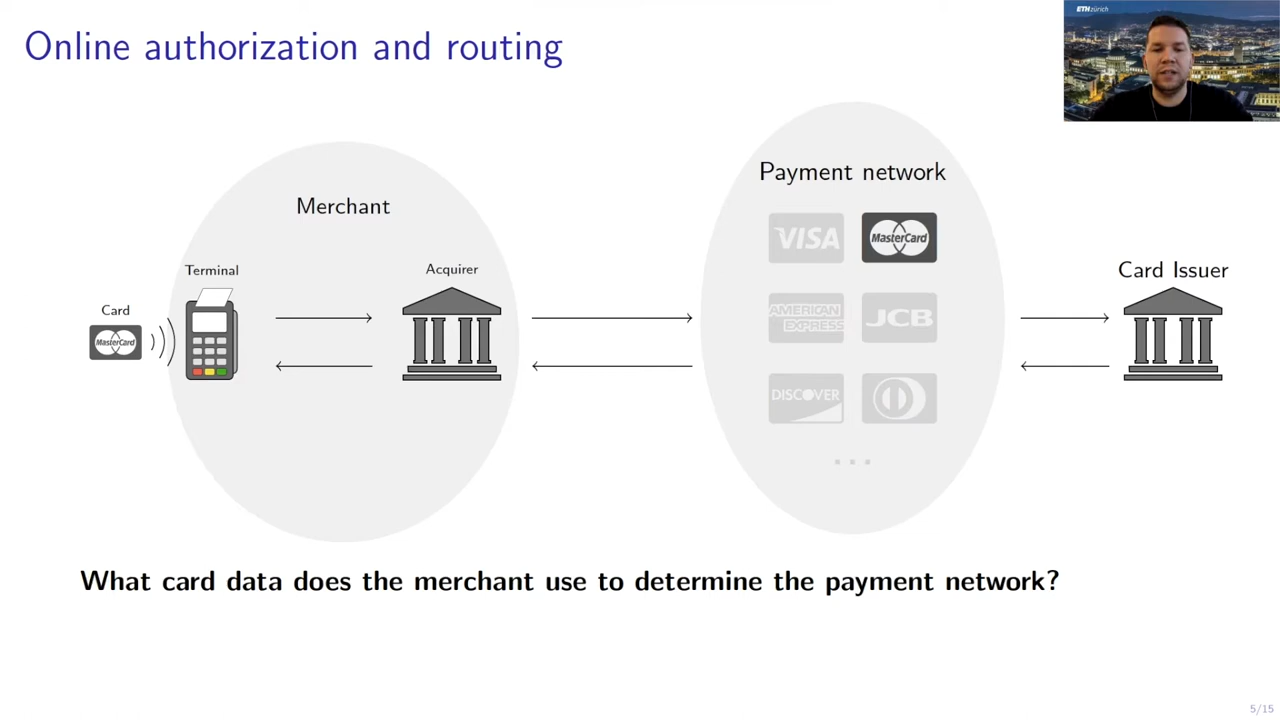 Online authorization and routing
ETH zürich
Merchant
Payment network
Terminal
Acquirer
Card Issuer
Card
MasterCard
VISA
MasterCard
AMERICAN EXPRESS
JCB
DISCOVER
...
What card data does the merchant use to determine the payment network?
5/15